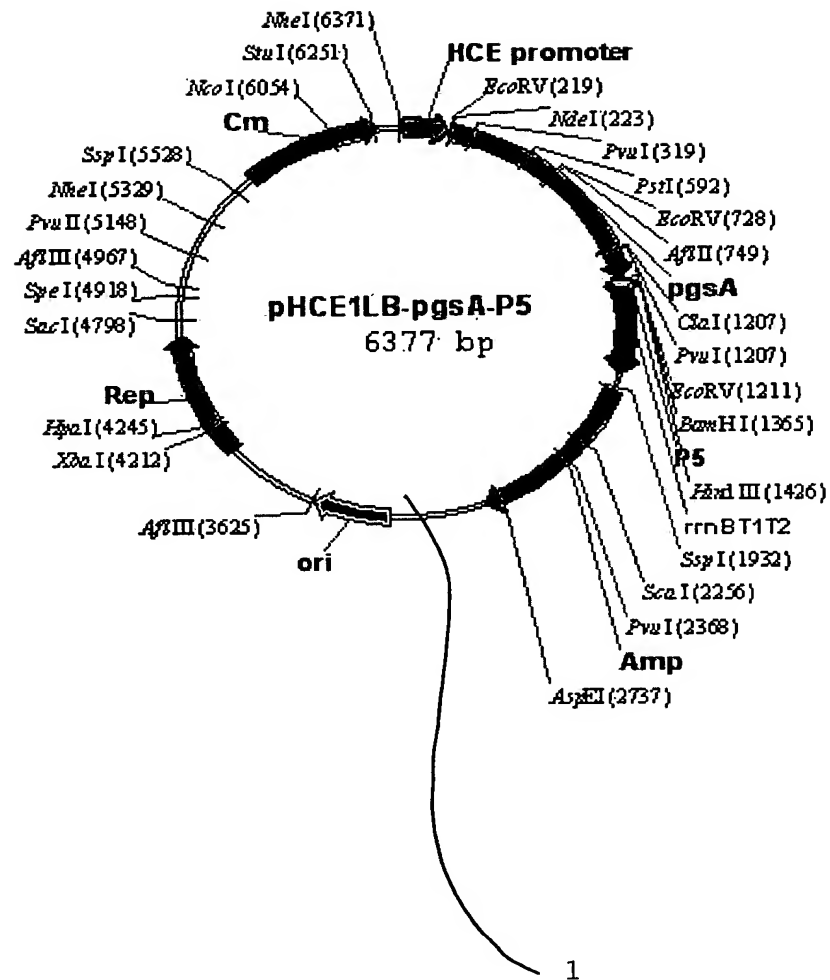 NheI(6371)
StuI(6251)
NcoI(6054)
Cm
SspI(5528)
NheI(5329)
PvuII(5148)
AflIII(4967)
SpeI(4918)
SacI(4798)
Rep
HpaI(4245)
XbaI(4212)
AflIII(3625)
ori
HCE promoter
EcoRV(219)
NdeI(223)
PvuI(319)
PstI(592)
EcoRV(728)
AflII(749)
pgsA
ClaI(1207)
PvuI(1207)
EcoRV(1211)
BamHI(1365)
P5
HindIII(1426)
rrnBT1T2
SspI(1932)
ScaI(2256)
PvuI(2368)
Amp
AspEI(2737)
pHCE1LB-pgsA-P5
6377 bp
1